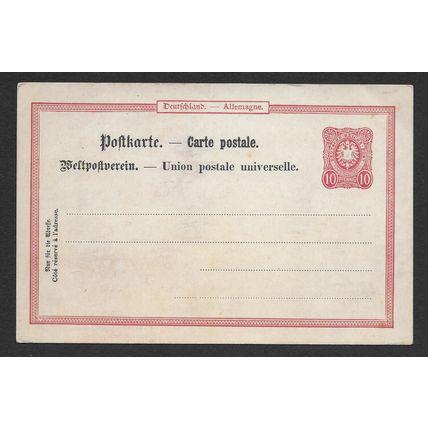 Deutschland. — Allemagne.
Postkarte. — Carte postale.
Weltpostverein. — Union postale universelle.
10 10
Nur für die Adresse.
Côté réservé à l'adresse.